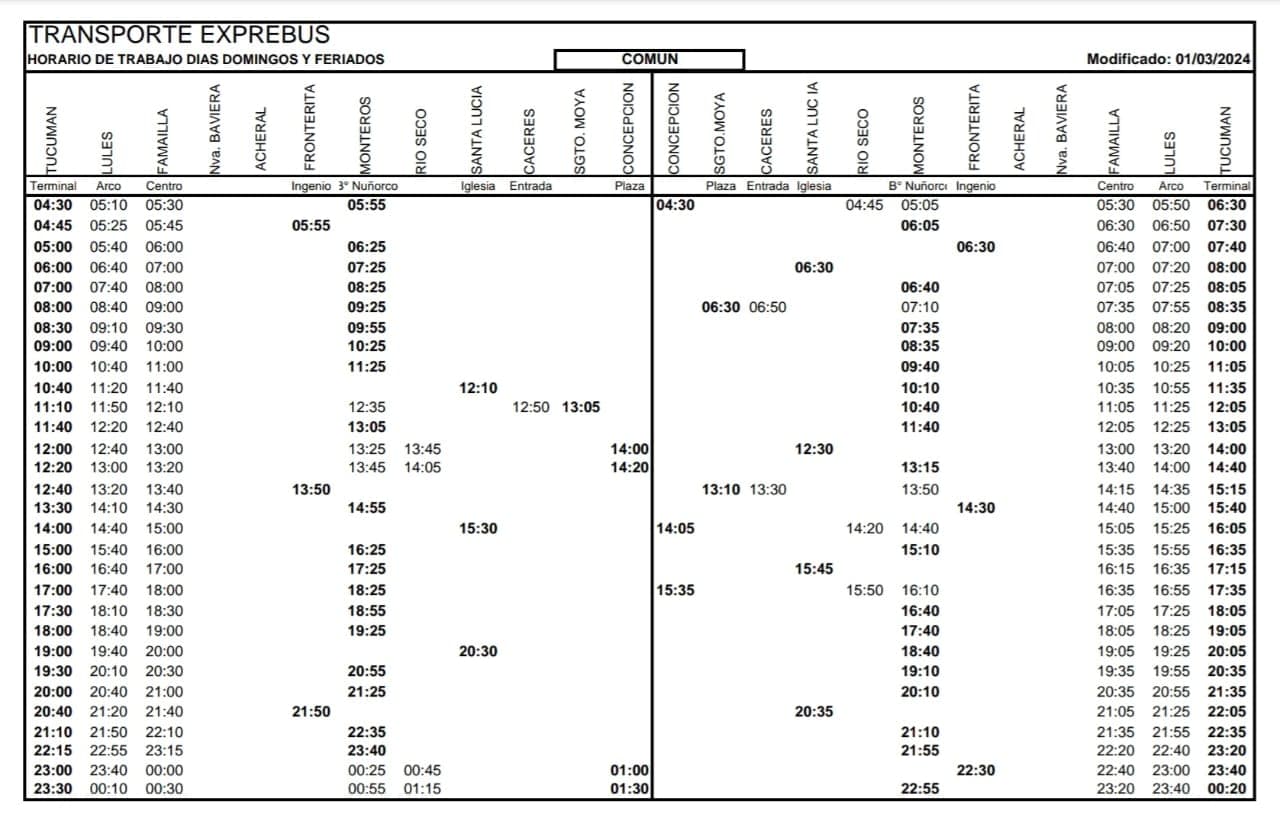 TRANSPORTE EXPREBUS
HORARIO DE TRABAJO DIAS DOMINGOS Y FERIADOS COMUN Modificado: 01/03/2024
TUCUMAN LULES FAMAILLA Nva. BAVIERA ACHERAL FRONTERITA MONTEROS RIO SECO SANTA LUCIA CACERES SGTO. MOYA CONCEPCION CONCEPCION SGTO.MOYA CACERES SANTA LUC IA RIO SECO MONTEROS FRONTERITA ACHERAL Nva. BAVIERA FAMAILLA LULES TUCUMAN
Terminal Arco Centro Ingenio 3° Nuñorco Iglesia Entrada Plaza Plaza Entrada Iglesia B° Nuñorc Ingenio Centro Arco Terminal
04:30 05:10 05:30 05:55 04:30 04:45 05:05 05:30 05:50 06:30
04:45 05:25 05:45 05:55 06:05 06:30 06:50 07:30
05:00 05:40 06:00 06:25 06:30 06:40 07:00 07:40
06:00 06:40 07:00 07:25 06:30 07:00 07:20 08:00
07:00 07:40 08:00 08:25 06:40 07:05 07:25 08:05
08:00 08:40 09:00 09:25 06:30 06:50 07:10 07:35 07:55 08:35
08:30 09:10 09:30 09:55 07:35 08:00 08:20 09:00
09:00 09:40 10:00 10:25 08:35 09:00 09:20 10:00
10:00 10:40 11:00 11:25 09:40 10:05 10:25 11:05
10:40 11:20 11:40 12:10 10:10 10:35 10:55 11:35
11:10 11:50 12:10 12:35 12:50 13:05 10:40 11:05 11:25 12:05
11:40 12:20 12:40 13:05 11:40 12:05 12:25 13:05
12:00 12:40 13:00 13:25 13:45 14:00 12:30 13:00 13:20 14:00
12:20 13:00 13:20 13:45 14:05 14:20 13:15 13:40 14:00 14:40
12:40 13:20 13:40 13:50 13:10 13:30 13:50 14:15 14:35 15:15
13:30 14:10 14:30 14:55 14:30 14:40 15:00 15:40
14:00 14:40 15:00 15:30 14:05 14:20 14:40 15:05 15:25 16:05
15:00 15:40 16:00 16:25 15:10 15:35 15:55 16:35
16:00 16:40 17:00 17:25 15:45 16:15 16:35 17:15
17:00 17:40 18:00 18:25 15:35 15:50 16:10 16:35 16:55 17:35
17:30 18:10 18:30 18:55 16:40 17:05 17:25 18:05
18:00 18:40 19:00 19:25 17:40 18:05 18:25 19:05
19:00 19:40 20:00 20:30 18:40 19:05 19:25 20:05
19:30 20:10 20:30 20:55 19:10 19:35 19:55 20:35
20:00 20:40 21:00 21:25 20:10 20:35 20:55 21:35
20:40 21:20 21:40 21:50 20:35 21:05 21:25 22:05
21:10 21:50 22:10 22:35 21:10 21:35 21:55 22:35
22:15 22:55 23:15 23:40 21:55 22:20 22:40 23:20
23:00 23:40 00:00 00:25 00:45 01:00 22:30 22:40 23:00 23:40
23:30 00:10 00:30 00:55 01:15 01:30 22:55 23:20 23:40 00:20